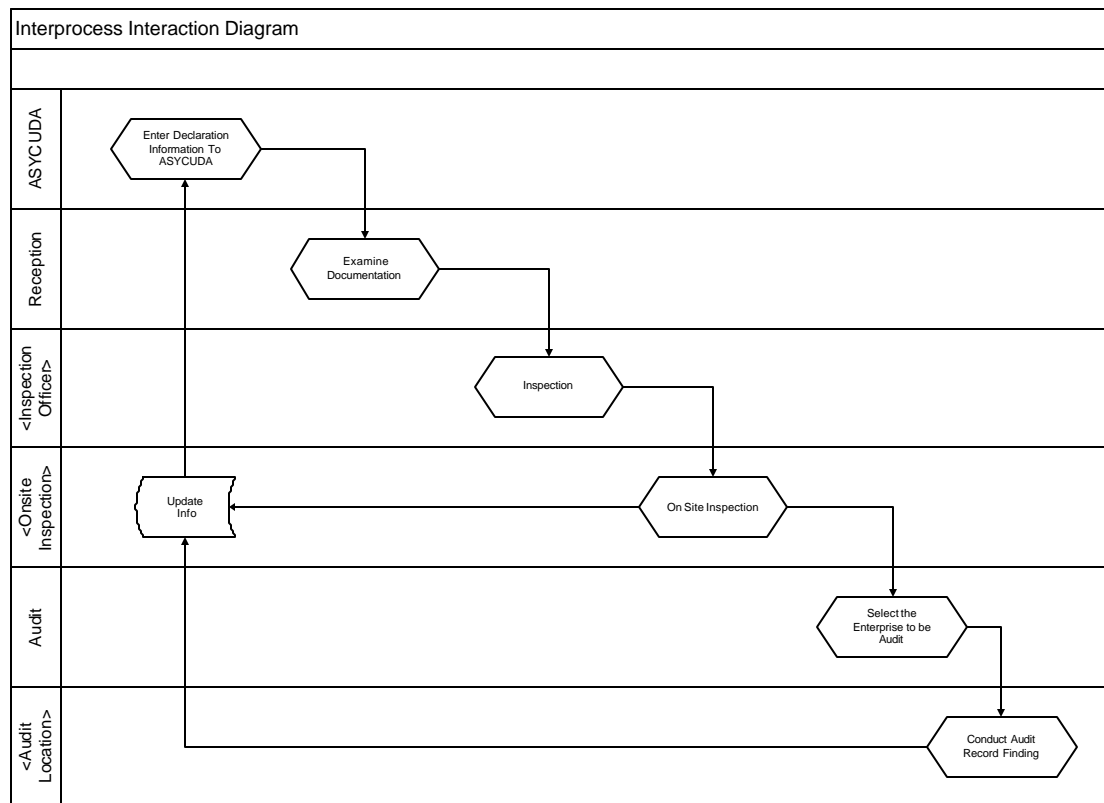 Interprocess Interaction Diagram
ASYCUDA
Enter Declaration
Information To
ASYCUDA
Reception
Examine
Documentation
<Inspection
Officer>
Inspection
<Onsite
Inspection>
Update
Info
On Site Inspection
Audit
Select the
Enterprise to be
Audit
<Audit
Location>
Conduct Audit
Record Finding